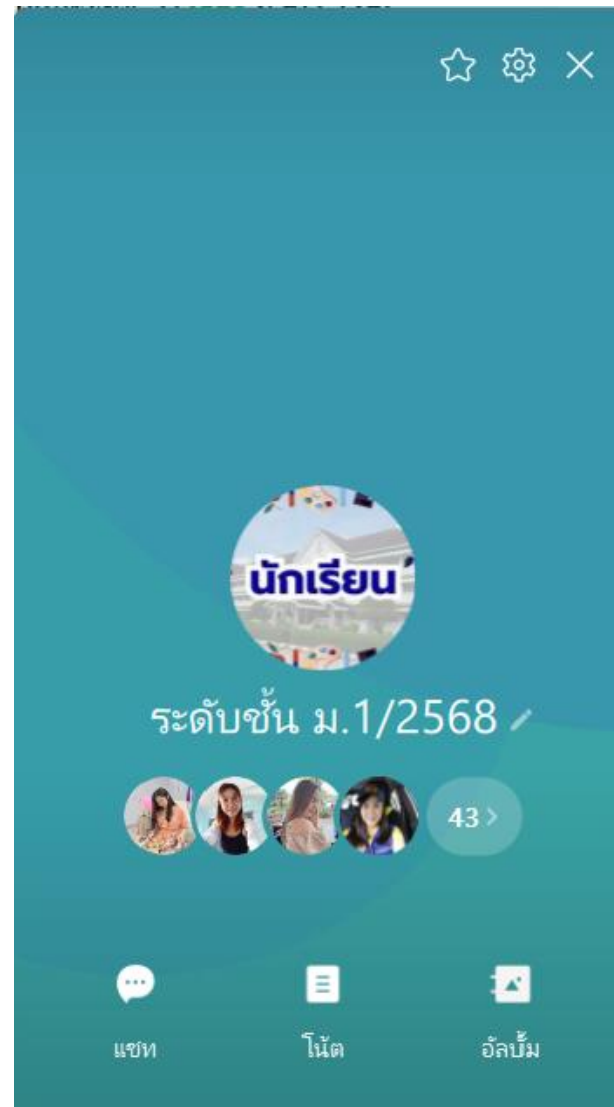 นักเรียน
ระดับชั้น ม.1/2568
43
แชท
โน้ต
อัลบั้ม